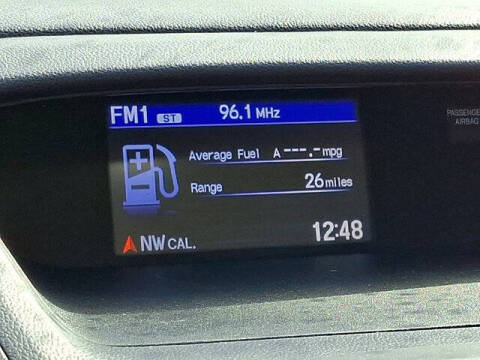 FM1 ST 96.1 MHz
PASSENGER
AIRBAG
Average Fuel A ---.- mpg
Range 26 miles
NW CAL. 12:48